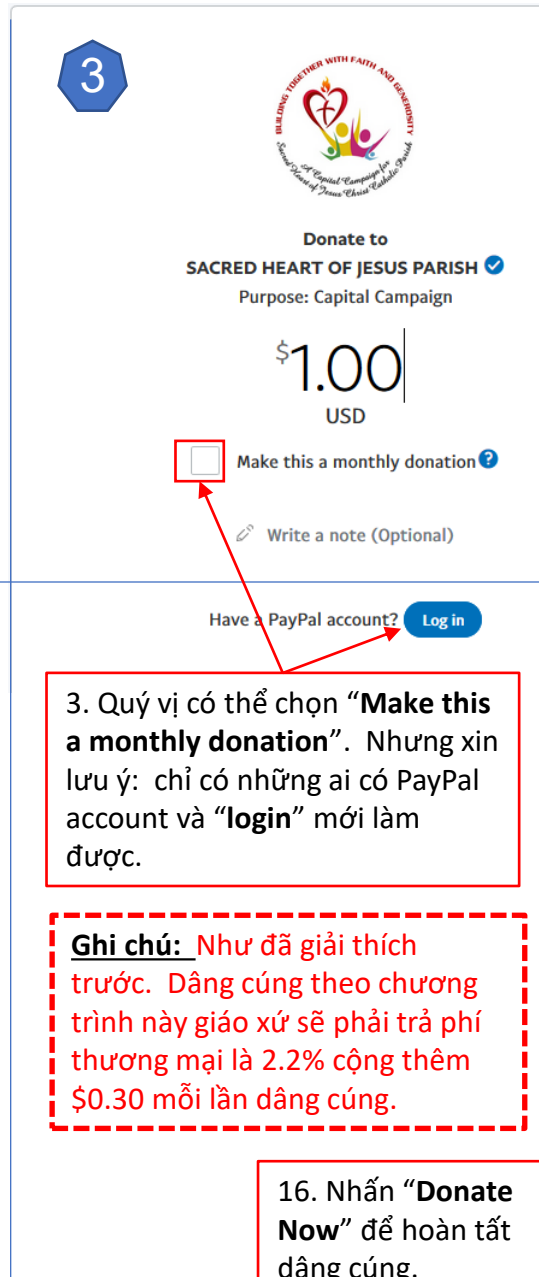 3
BUILDING TOGETHER WITH FAITH AND GENEROSITY
A Capital Campaign for
Sacred Heart of Jesus Christ Catholic Parish
Donate to
SACRED HEART OF JESUS PARISH
Purpose: Capital Campaign
$1.00
USD
Make this a monthly donation ?
Write a note (Optional)
Have a PayPal account? Log in
3. Quý vị có thể chọn “Make this
a monthly donation”. Nhưng xin
lưu ý: chỉ có những ai có PayPal
account và “login” mới làm
được.
Ghi chú: Như đã giải thích
trước. Dâng cúng theo chương
trình này giáo xứ sẽ phải trả phí
thương mại là 2.2% cộng thêm
$0.30 mỗi lần dâng cúng.
16. Nhấn “Donate
Now” để hoàn tất
dâng cúng.